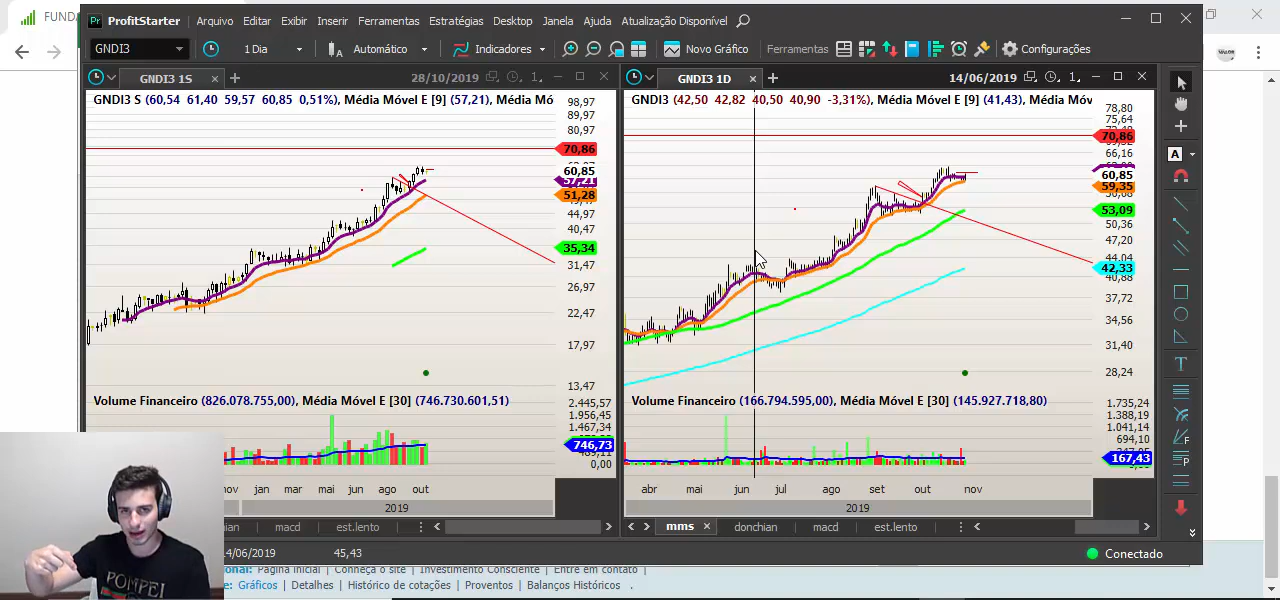 FUNDA
Pr ProfitStarter Arquivo Editar Exibir Inserir Ferramentas Estratégias Desktop Janela Ajuda Atualização Disponível
GNDI3 1 Dia Automático Indicadores Novo Gráfico Ferramentas Configurações
GNDI3 1S 28/10/2019 1
GNDI3 S (60,54 61,40 59,57 60,85 0,51%), Média Móvel E [9] (57,21), Média Mó
98,97
89,97
80,97
70,86
60,85
57,21
51,28
44,97
40,47
35,34
31,47
26,97
22,47
17,97
13,47
Volume Financeiro (826.078.755,00), Média Móvel E [30] (746.730.601,51)
2.445,57
1.956,45
1.467,34
746,73
0,00
nov jan mar mai jun ago out
2019
macd est.lento
GNDI3 1D 14/06/2019 1
GNDI3 (42,50 42,82 40,50 40,90 -3,31%), Média Móvel E [9] (41,43), Média Mov
78,80
75,64
70,86
66,16
60,85
59,35
53,09
50,36
47,20
44,04
42,33
40,88
37,72
34,56
31,40
28,24
Volume Financeiro (166.794.595,00), Média Móvel E [30] (145.927.718,80)
1.735,24
1.388,19
1.041,14
694,10
167,43
abr mai jun jul ago set out nov
2019
mms donchian macd est.lento
A
T
F
P
14/06/2019 45,43 Conectado
Página Inicial | Conheça o site | Investimento Consciente | Entre em contato |
Gráficos | Detalhes | Histórico de cotações | Proventos | Balanços Históricos .
POMPEI